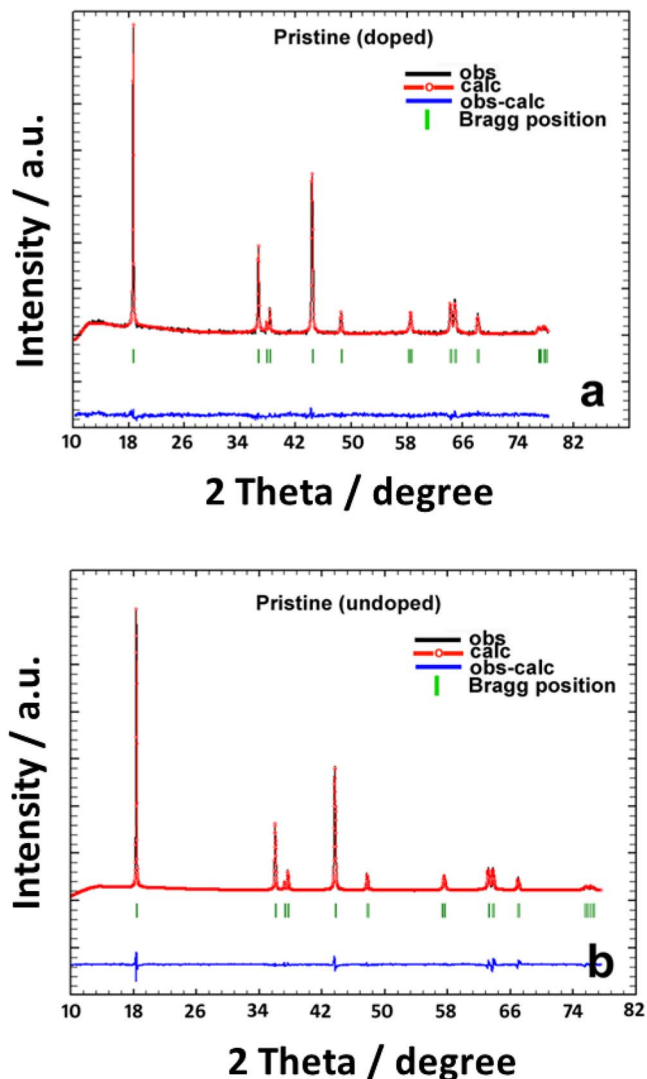 Pristine (doped)
obs
calc
obs-calc
Bragg position
Intensity / a.u.
a
10 18 26 34 42 50 58 66 74 82
2 Theta / degree
Pristine (undoped)
obs
calc
obs-calc
Bragg position
Intensity / a.u.
b
10 18 26 34 42 50 58 66 74 82
2 Theta / degree